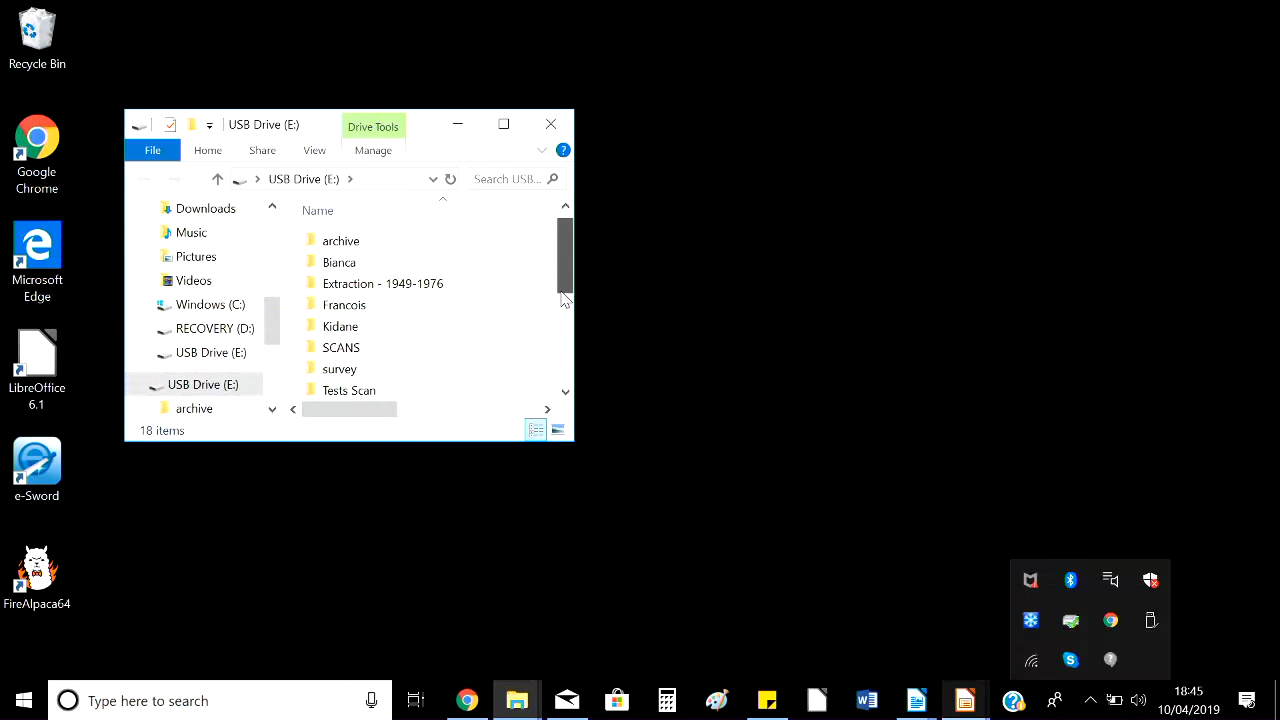 Recycle Bin
Google
Chrome
Microsoft
Edge
LibreOffice
6.1
e-Sword
FireAlpaca64
USB Drive (E:)
Drive Tools
File
Home
Share
View
Manage
USB Drive (E:)
Search USB...
Downloads
Music
Pictures
Videos
Windows (C:)
RECOVERY (D:)
USB Drive (E:)
USB Drive (E:)
archive
Name
archive
Bianca
Extraction - 1949-1976
Francois
Kidane
SCANS
survey
Tests Scan
18 items
Type here to search
18:45
10/04/2019